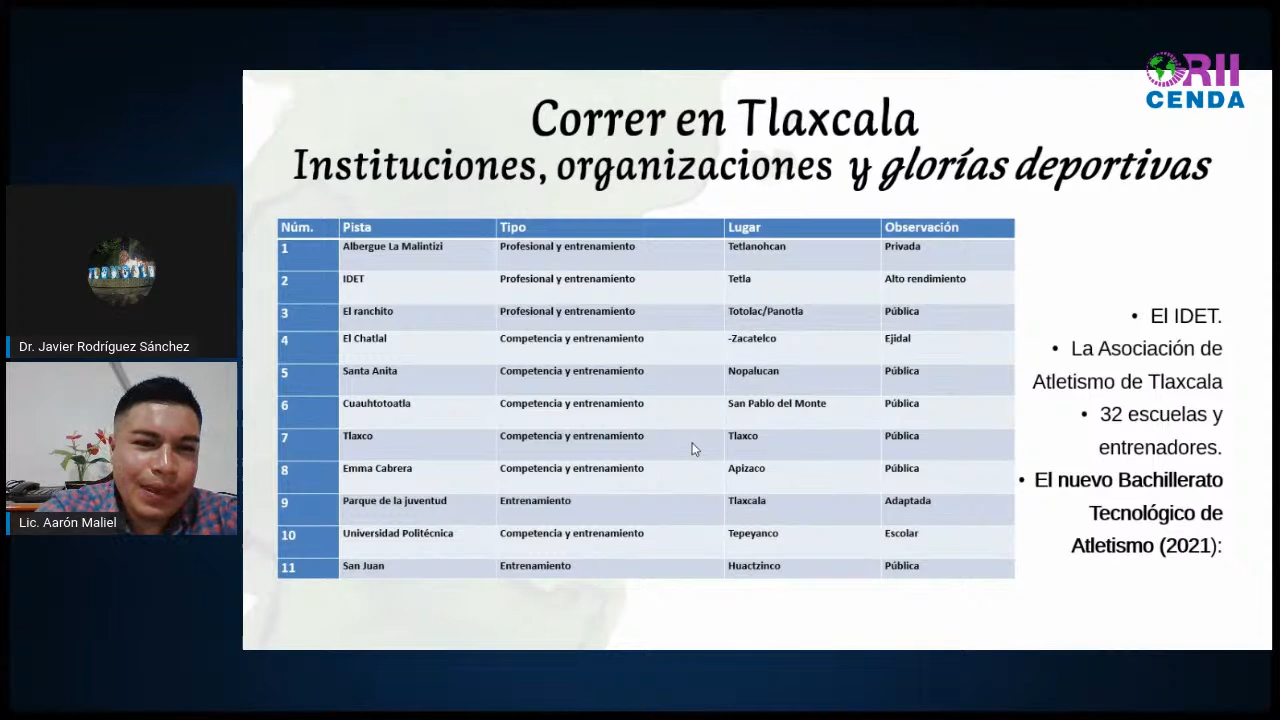 ORII
CENDA
Correr en Tlaxcala
Instituciones, organizaciones y glorías deportivas
Núm. Pista Tipo Lugar Observación
1 Albergue La Malintizi Profesional y entrenamiento Tetlanohcan Privada
2 IDET Profesional y entrenamiento Tetla Alto rendimiento
3 El ranchito Profesional y entrenamiento Totolac/Panotla Pública
4 El Chatlal Competencia y entrenamiento -Zacatelco Ejidal
5 Santa Anita Competencia y entrenamiento Nopalucan Pública
6 Cuauhtotoatla Competencia y entrenamiento San Pablo del Monte Pública
7 Tlaxco Competencia y entrenamiento Tlaxco Pública
8 Emma Cabrera Competencia y entrenamiento Apizaco Pública
9 Parque de la juventud Entrenamiento Tlaxcala Adaptada
10 Universidad Politécnica Competencia y entrenamiento Tepeyanco Escolar
11 San Juan Entrenamiento Huactzinco Pública
• El IDET.
• La Asociación de
Atletismo de Tlaxcala
• 32 escuelas y
entrenadores.
• El nuevo Bachillerato
Tecnológico de
Atletismo (2021):
Dr. Javier Rodríguez Sánchez
Lic. Aarón Maliel